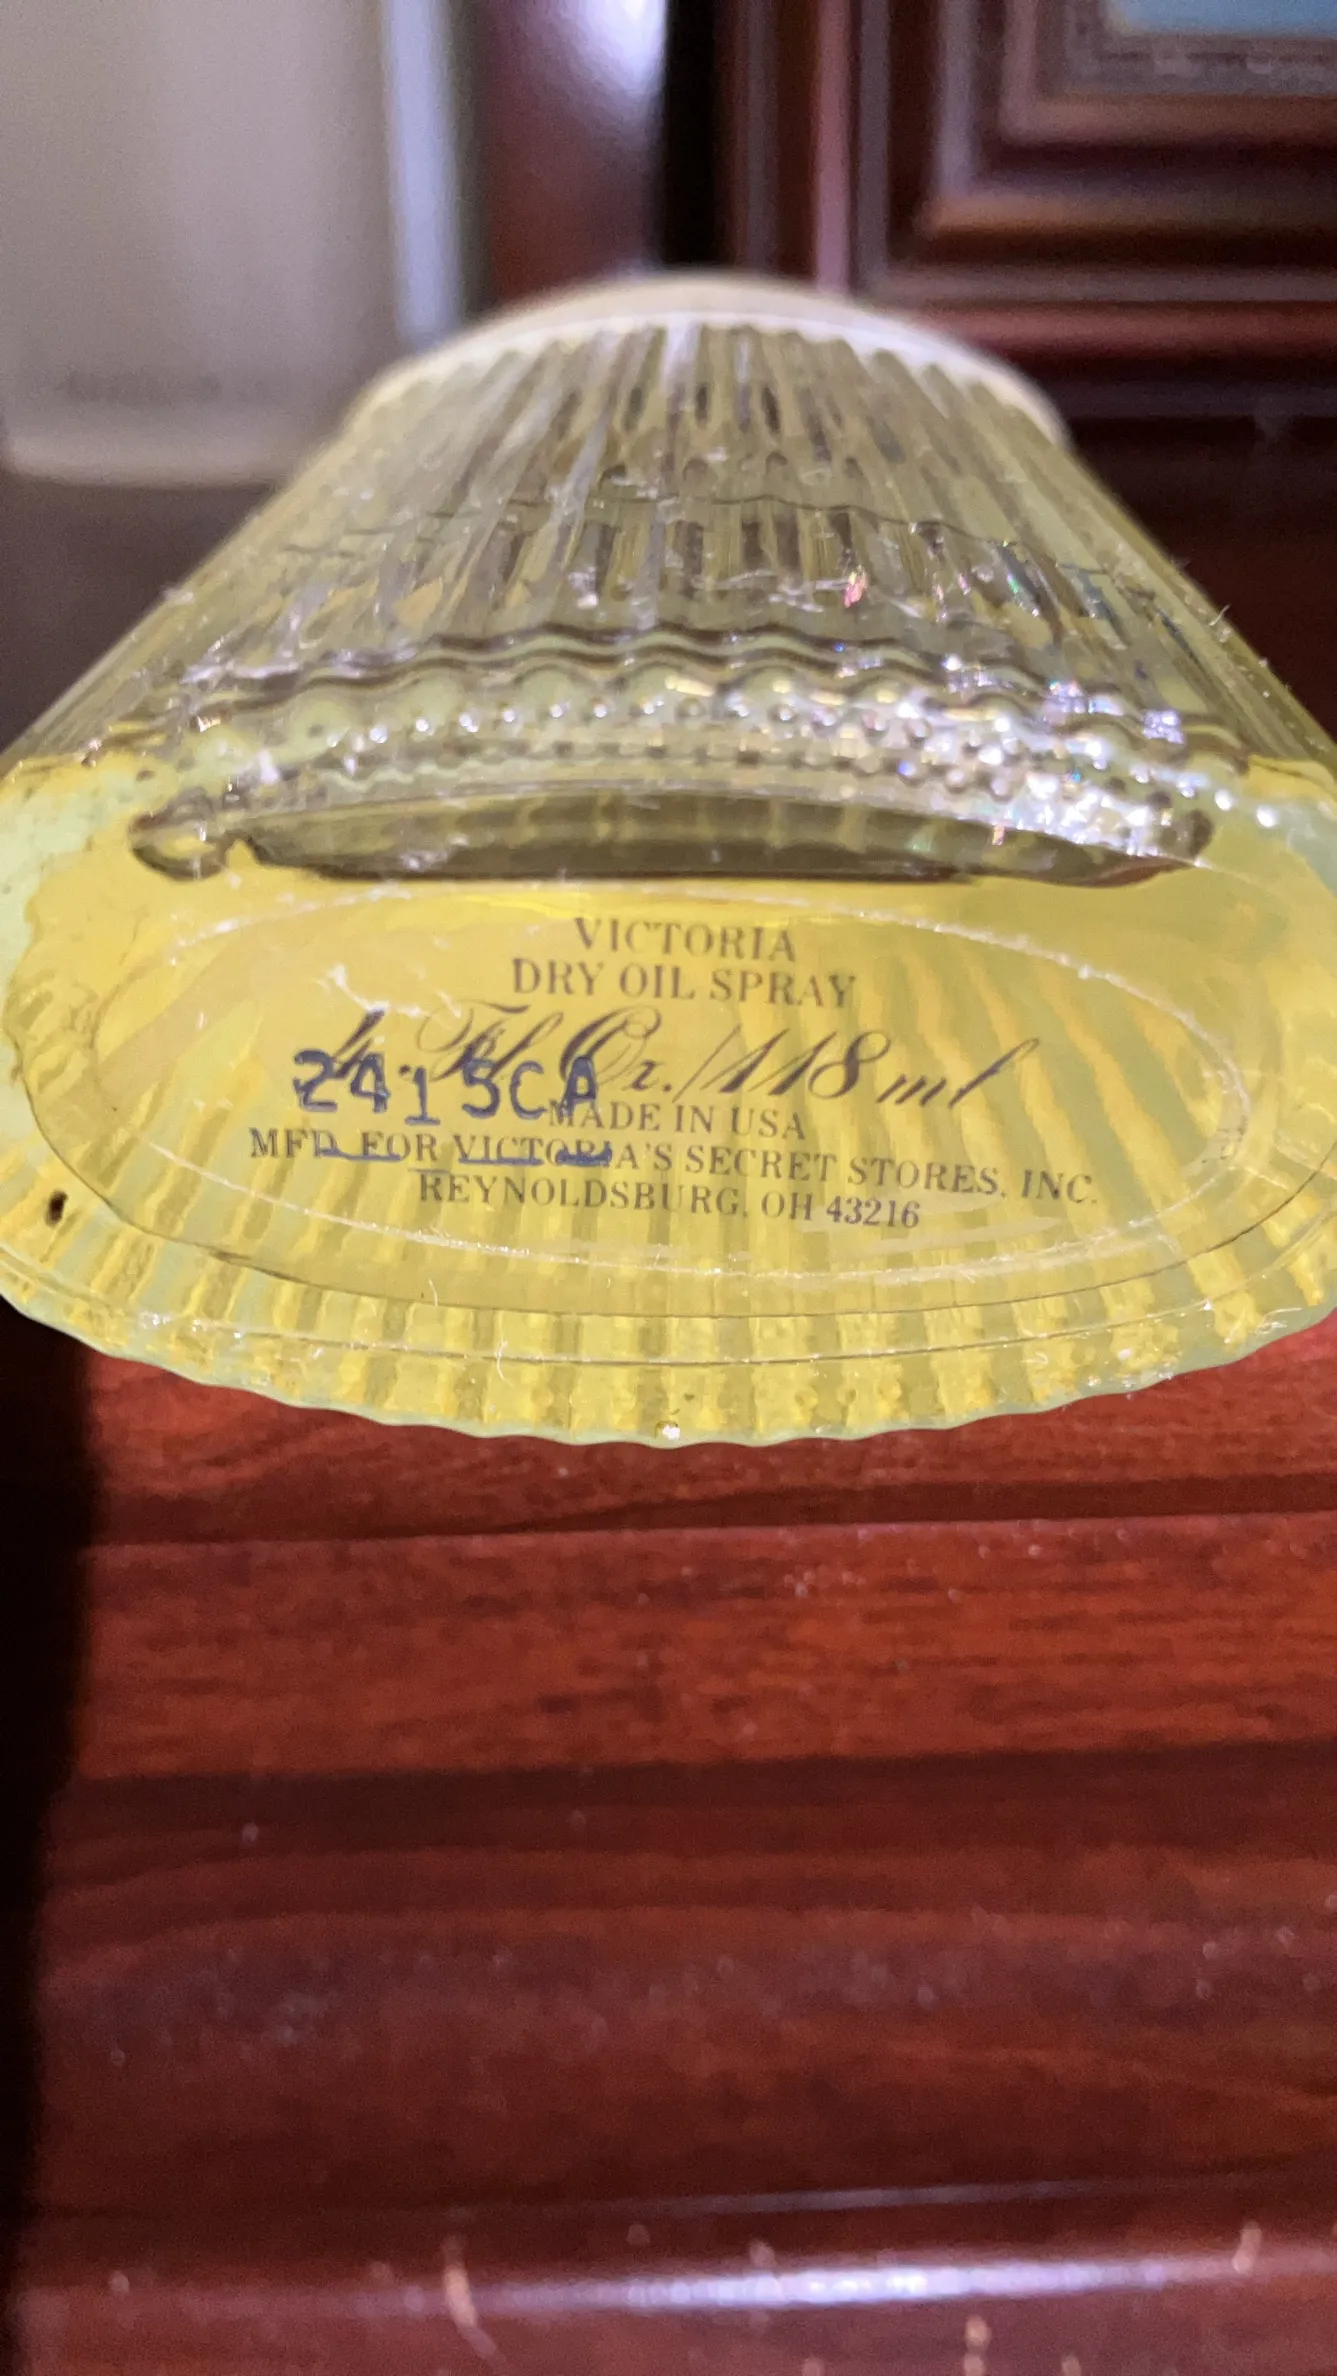 VICTORIA
DRY OIL SPRAY
4 Fl Oz./118 ml
2415CA
MADE IN USA
MFD FOR VICTORIA'S SECRET STORES, INC.
REYNOLDSBURG, OH 43216